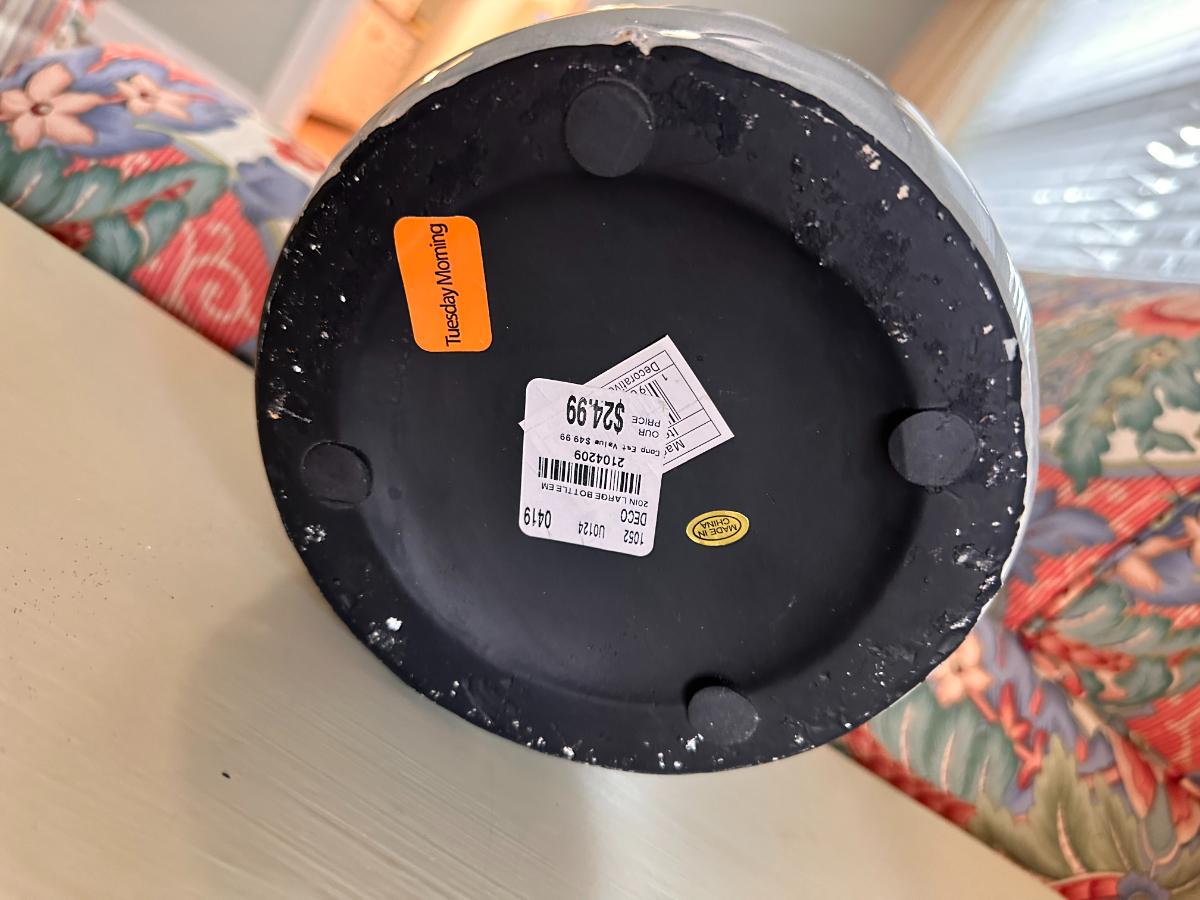 Tuesday Morning
1052 U0124 0419
DECO
20IN LARGE BOTTLE EM
2104209
Comp Est Value $49.99
OUR
PRICE
$24.99
MADE IN
CHINA
1